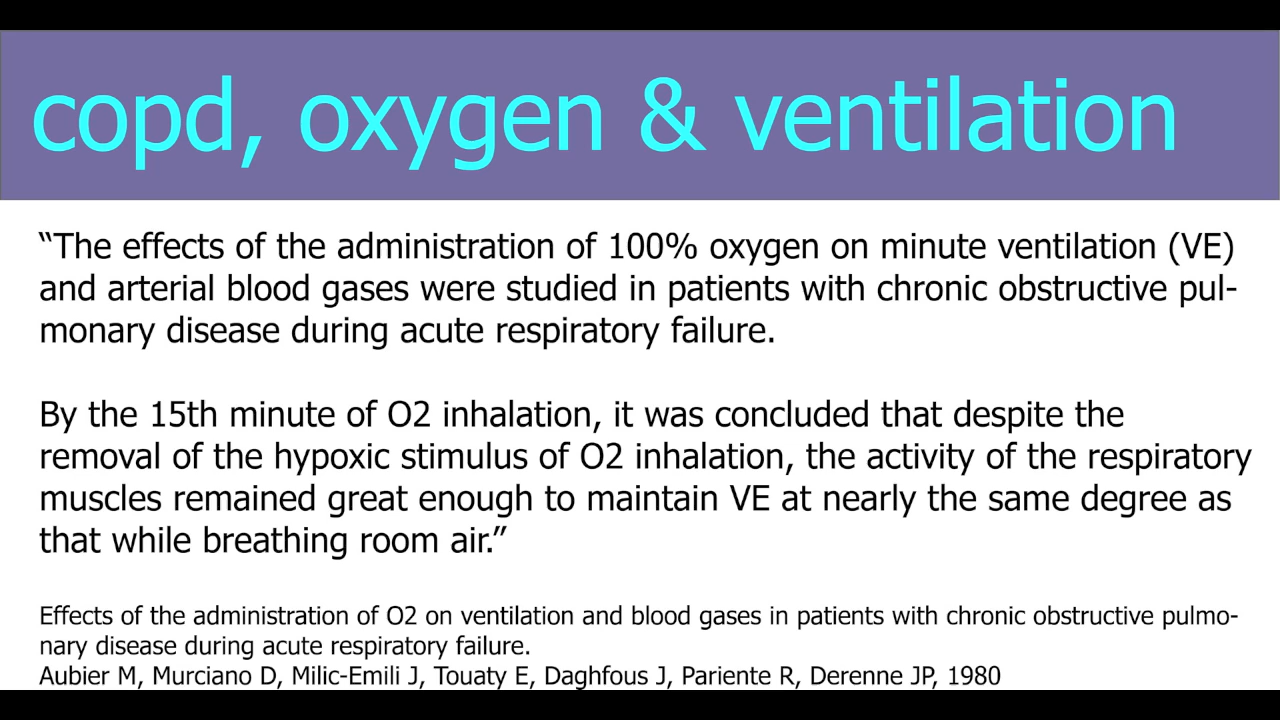 copd, oxygen & ventilation
“The effects of the administration of 100% oxygen on minute ventilation (VE)
and arterial blood gases were studied in patients with chronic obstructive pul-
monary disease during acute respiratory failure.
By the 15th minute of O2 inhalation, it was concluded that despite the
removal of the hypoxic stimulus of O2 inhalation, the activity of the respiratory
muscles remained great enough to maintain VE at nearly the same degree as
that while breathing room air.”
Effects of the administration of O2 on ventilation and blood gases in patients with chronic obstructive pulmo-
nary disease during acute respiratory failure.
Aubier M, Murciano D, Milic-Emili J, Touaty E, Daghfous J, Pariente R, Derenne JP, 1980